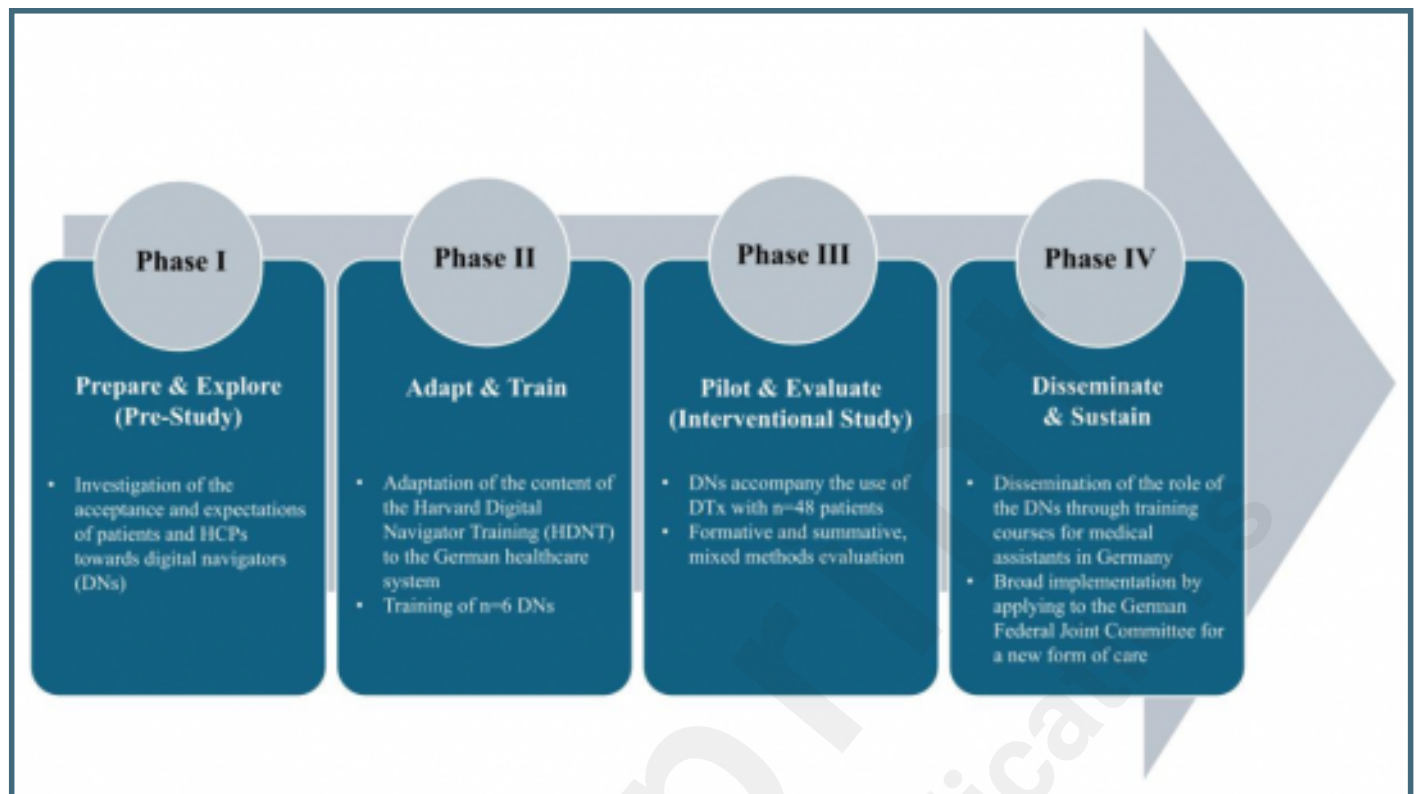 Phase I
Prepare & Explore
(Pre-Study)
• Investigation of the
acceptance and expectations
of patients and HCPs
towards digital navigators
(DNs)
Phase II
Adapt & Train
• Adaptation of the content of
the Harvard Digital
Navigator Training (HDNT)
to the German healthcare
system
• Training of n=6 DNs
Phase III
Pilot & Evaluate
(Interventional Study)
• DNs accompany the use of
DTx with n=48 patients
• Formative and summative,
mixed methods evaluation
Phase IV
Disseminate
& Sustain
• Dissemination of the role of
the DNs through training
courses for medical
assistants in Germany
• Broad implementation by
applying to the German
Federal Joint Committee for
a new form of care